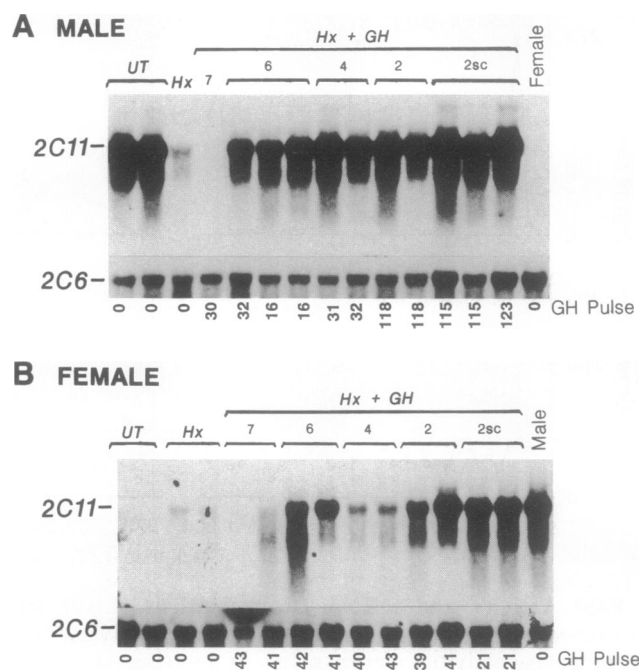 A MALE
Hx + GH
UT Hx 7 6 4 2 2sc Female
2C11
2C6
0 0 0 30 32 16 16 31 32 118 118 115 115 123 0 GH Pulse
B FEMALE
Hx + GH
UT Hx 7 6 4 2 2sc Male
2C11
2C6
0 0 0 0 43 41 42 41 40 43 39 41 21 21 0 GH Pulse